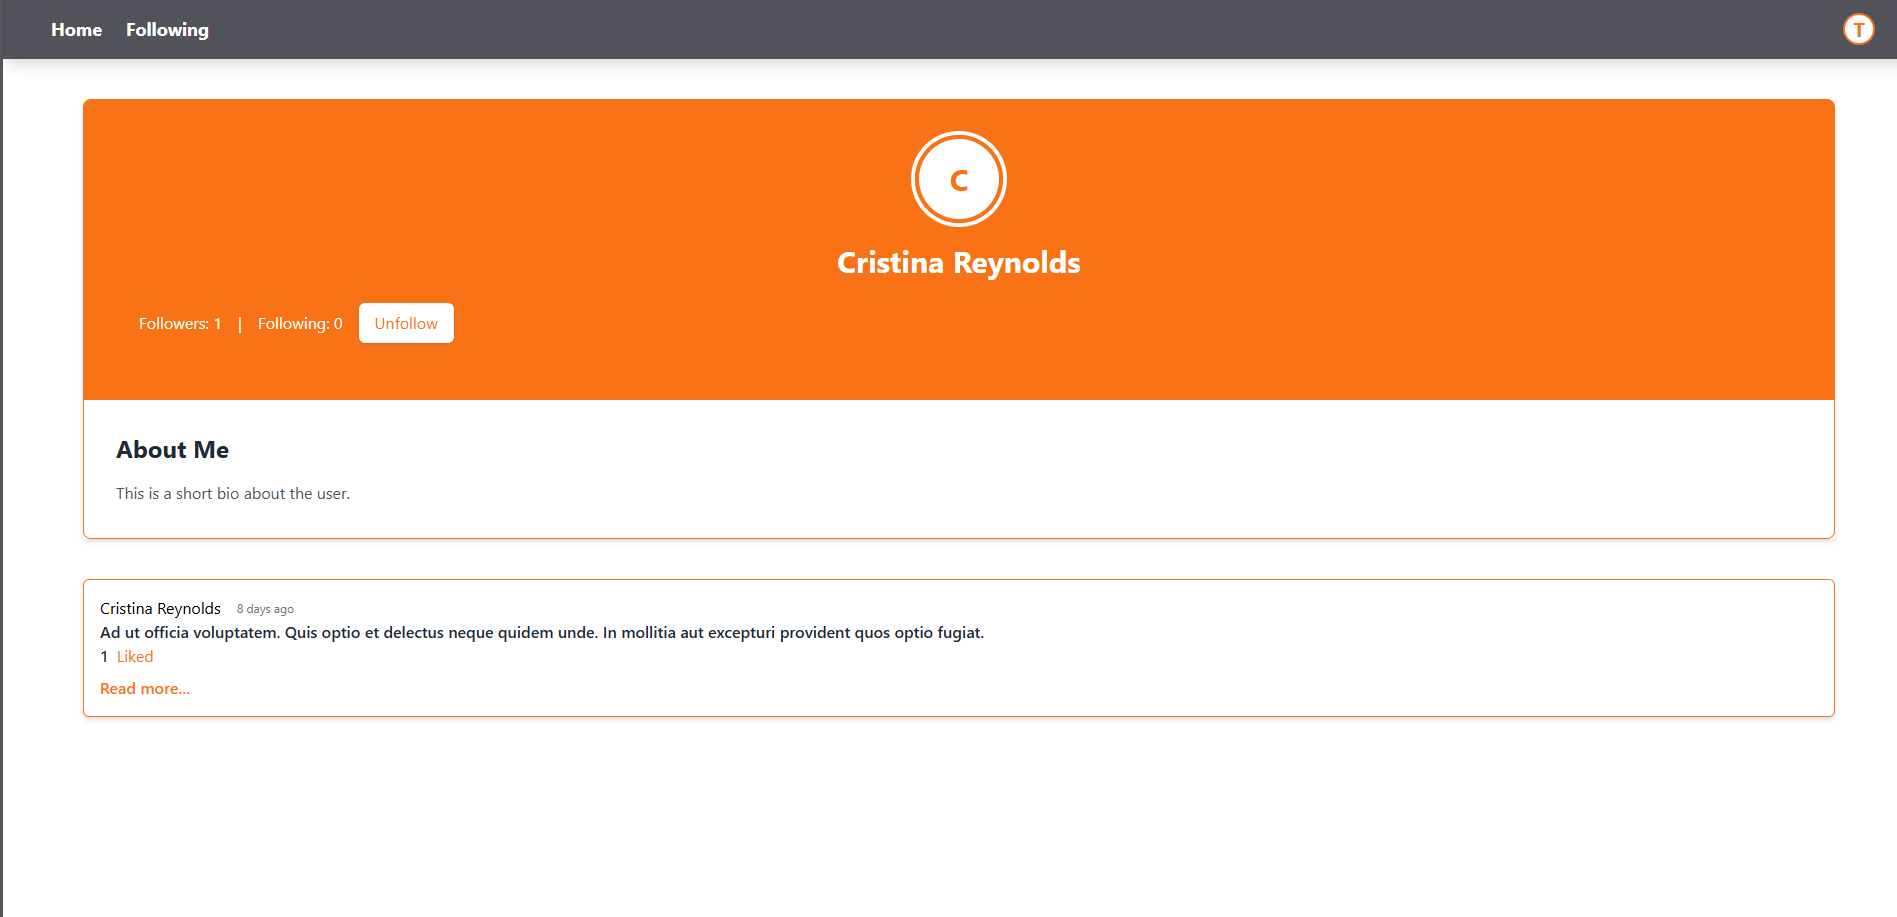 Home Following T
C
Cristina Reynolds
Followers: 1 | Following: 0 Unfollow
About Me
This is a short bio about the user.
Cristina Reynolds 8 days ago
Ad ut officia voluptatem. Quis optio et delectus neque quidem unde. In mollitia aut excepturi provident quos optio fugiat.
1 Liked
Read more...